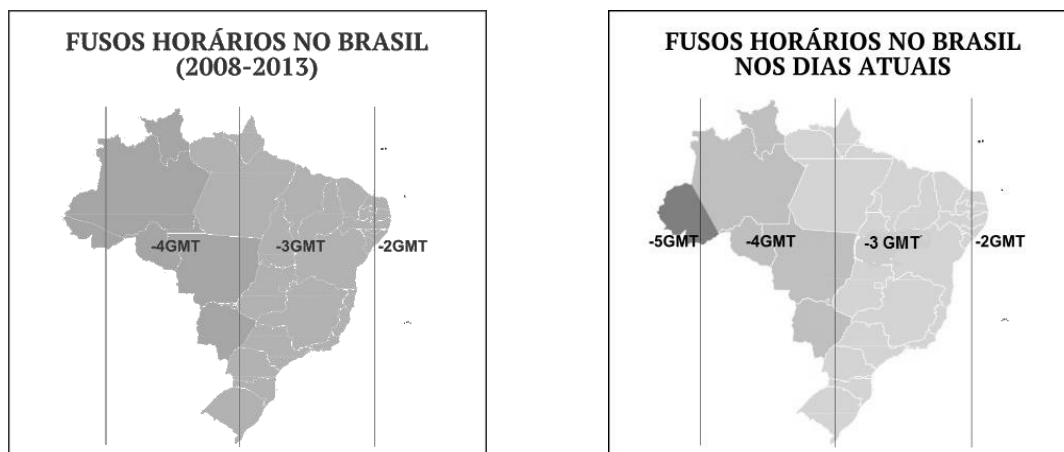 FUSOS HORÁRIOS NO BRASIL
(2008-2013)
-4GMT
-3GMT
-2GMT
FUSOS HORÁRIOS NO BRASIL
NOS DIAS ATUAIS
-5GMT
-4GMT
-3 GMT
-2GMT